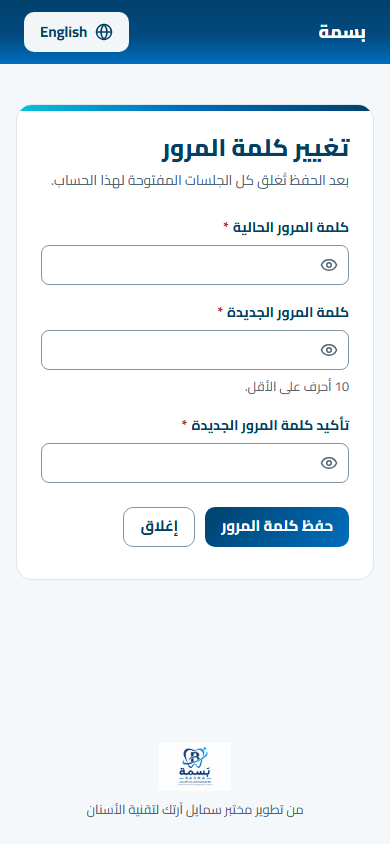 بسمة
English
تغيير كلمة المرور
بعد الحفظ تُغلق كل الجلسات المفتوحة لهذا الحساب.
كلمة المرور الحالية *
كلمة المرور الجديدة *
10 أحرف على الأقل.
تأكيد كلمة المرور الجديدة *
حفظ كلمة المرور
إغلاق
بسمة
BASMA
من تطوير مختبر سمايل آرتك لتقنية الأسنان